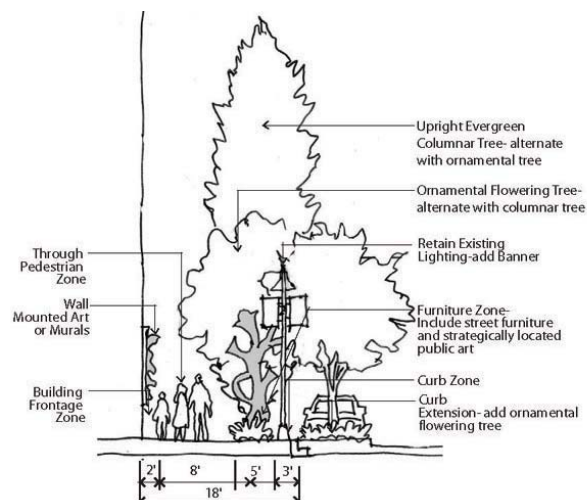 Upright Evergreen
Columnar Tree- alternate
with ornamental tree
Ornamental Flowering Tree-
alternate with columnar tree
Through
Pedestrian
Zone
Retain Existing
Lighting-add Banner
Wall
Mounted Art
or Murals
Furniture Zone-
Include street furniture
and strategically located
public art
Building
Frontage
Zone
Curb Zone
Curb
Extension- add ornamental
flowering tree
2' 8' 5' 3'
18'